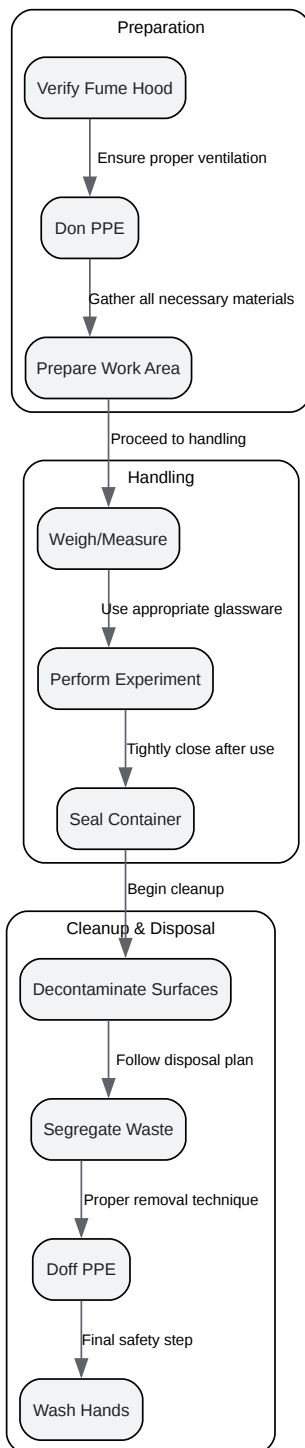 Preparation
Verify Fume Hood
Ensure proper ventilation
Don PPE
Gather all necessary materials
Prepare Work Area
Proceed to handling
Handling
Weigh/Measure
Use appropriate glassware
Perform Experiment
Tightly close after use
Seal Container
Begin cleanup
Cleanup & Disposal
Decontaminate Surfaces
Follow disposal plan
Segregate Waste
Proper removal technique
Doff PPE
Final safety step
Wash Hands